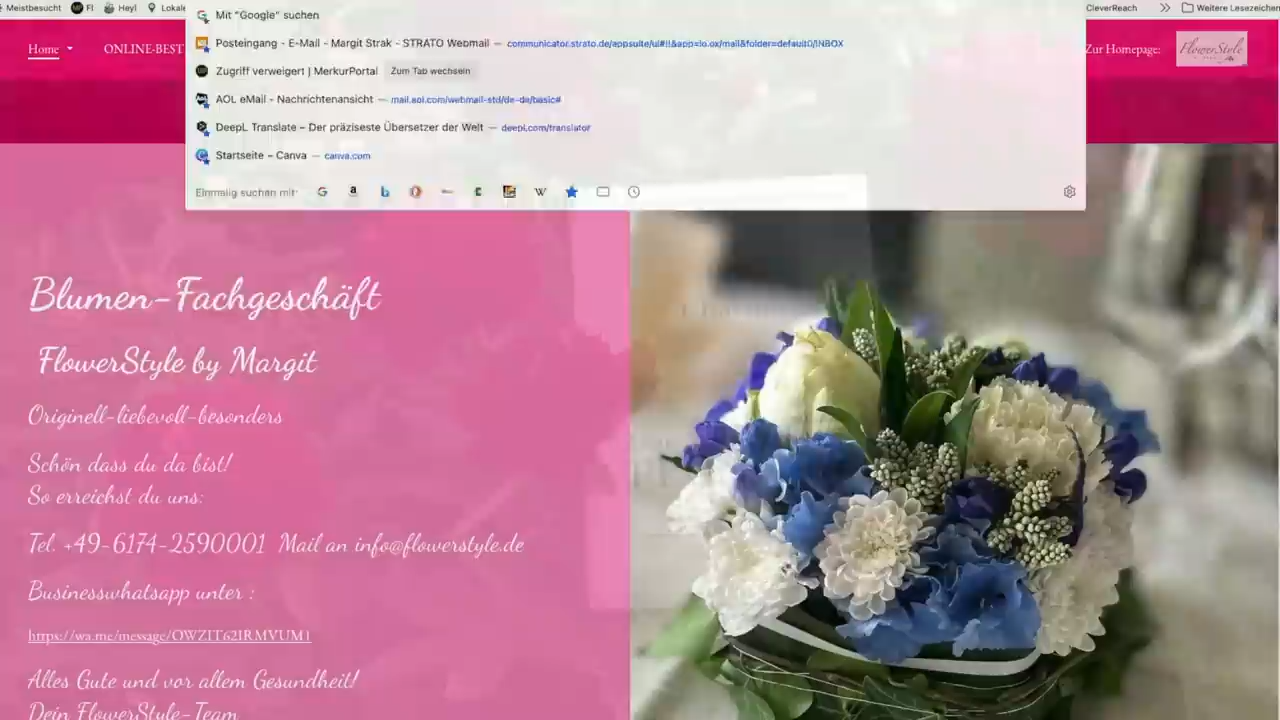 Meistbesucht FI Heyl Lokale CleverReach Weitere Lesezeichen
Mit "Google" suchen
Posteingang - E-Mail - Margit Strak - STRATO Webmail — communicator.strato.de/appsuite/ui#!!&app=io.ox/mail&folder=default0/INBOX
Home ONLINE-BEST Zur Homepage: FlowerStyle
Zugriff verweigert | MerkurPortal Zum Tab wechseln
AOL eMail - Nachrichtenansicht — mail.aol.com/webmail-std/de-de/basic#
DeepL Translate – Der präziseste Übersetzer der Welt — deepl.com/translator
Startseite – Canva — canva.com
Einmalig suchen mit:
Blumen-Fachgeschäft
FlowerStyle by Margit
Originell-liebevoll-besonders
Schön dass du da bist!
So erreichst du uns:
Tel. +49-6174-2590001 Mail an info@flowerstyle.de
Businesswhatsapp unter :
https://wa.me/message/OWZIT62IRMVUM1
Alles Gute und vor allem Gesundheit!
Dein FlowerStyle-Team